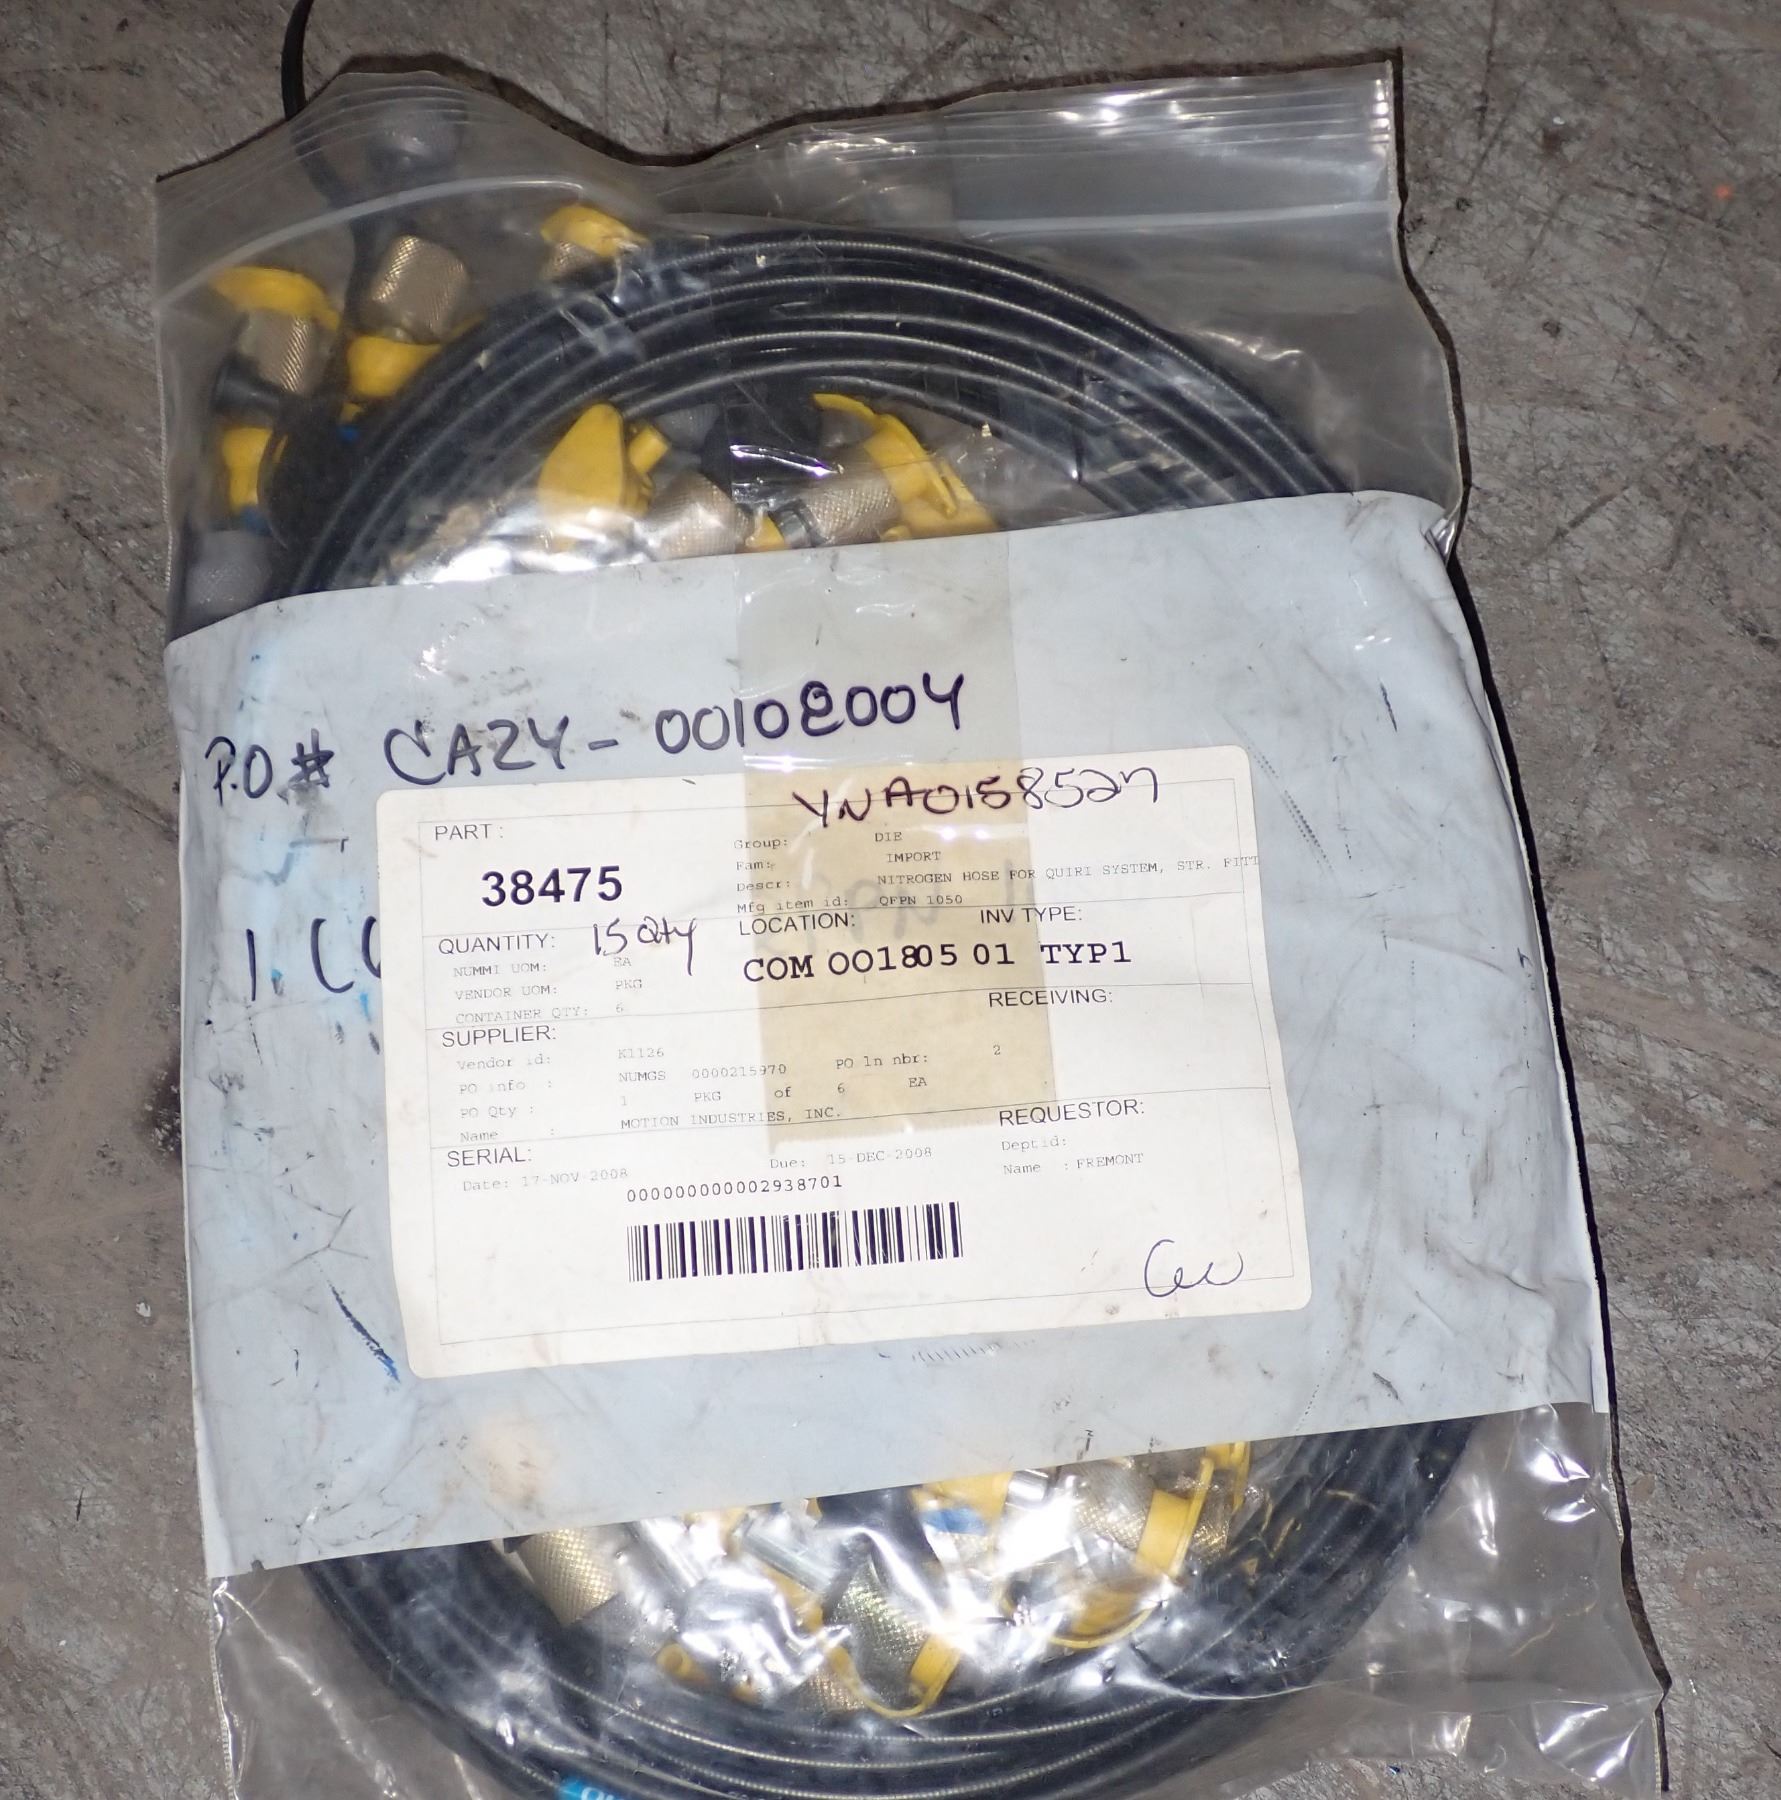 P.O.# CAZY-00108004
YNA0158527
PART:
38475
Group: DIE
Fam: IMPORT
Descr: NITROGEN HOSE FOR QUIRI SYSTEM, STR. FITT
Mfg item id: QFPN 1050
QUANTITY: 15 Qty
NUMMI UOM: EA
VENDOR UOM: PKG
CONTAINER QTY: 6
LOCATION: INV TYPE:
COM 001805 01 TYP1
RECEIVING:
SUPPLIER:
Vendor id: K1126
PO info : NUMGS 0000215970 PO ln nbr: 2
PO Qty : 1 PKG of 6 EA
Name : MOTION INDUSTRIES, INC.
REQUESTOR:
Deptid:
Name : FREMONT
SERIAL:
Date: 17-NOV-2008 Due: 15-DEC-2008
000000000002938701